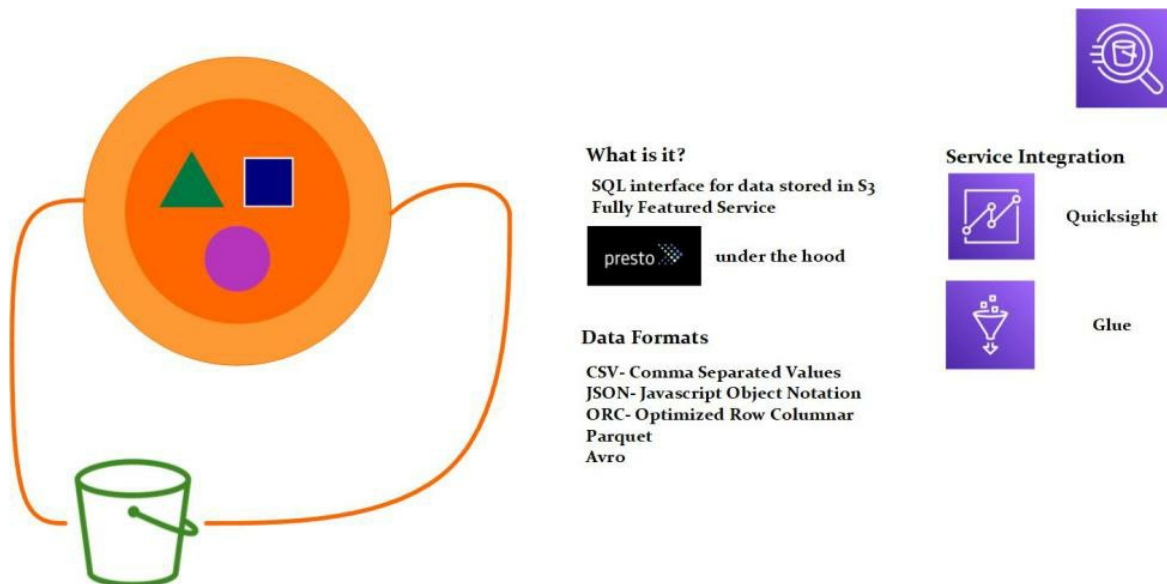 What is it?
SQL interface for data stored in S3
Fully Featured Service
presto
under the hood
Data Formats
CSV- Comma Separated Values
JSON- Javascript Object Notation
ORC- Optimized Row Columnar
Parquet
Avro
Service Integration
Quicksight
Glue